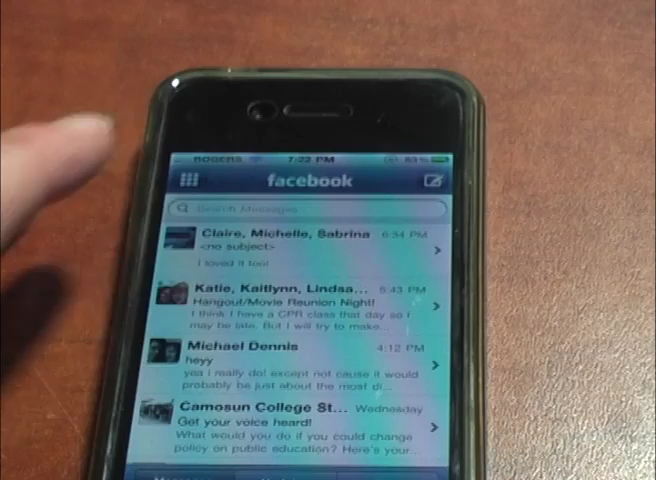 ROGERS 7:22 PM 83%
facebook
Search Messages
Claire, Michelle, Sabrina 6:34 PM
<no subject>
I loved it too!
Katie, Kaitlynn, Lindsa... 5:43 PM
Hangout/Movie Reunion Night!
I think I have a CPR class that day so I
may be late. But I will try to make...
Michael Dennis 4:12 PM
heyy
yea i really do! except not cause it would
probably be just about the most di...
Camosun College St... Wednesday
Get your voice heard!
What would you do if you could change
policy on public education? Here's your...